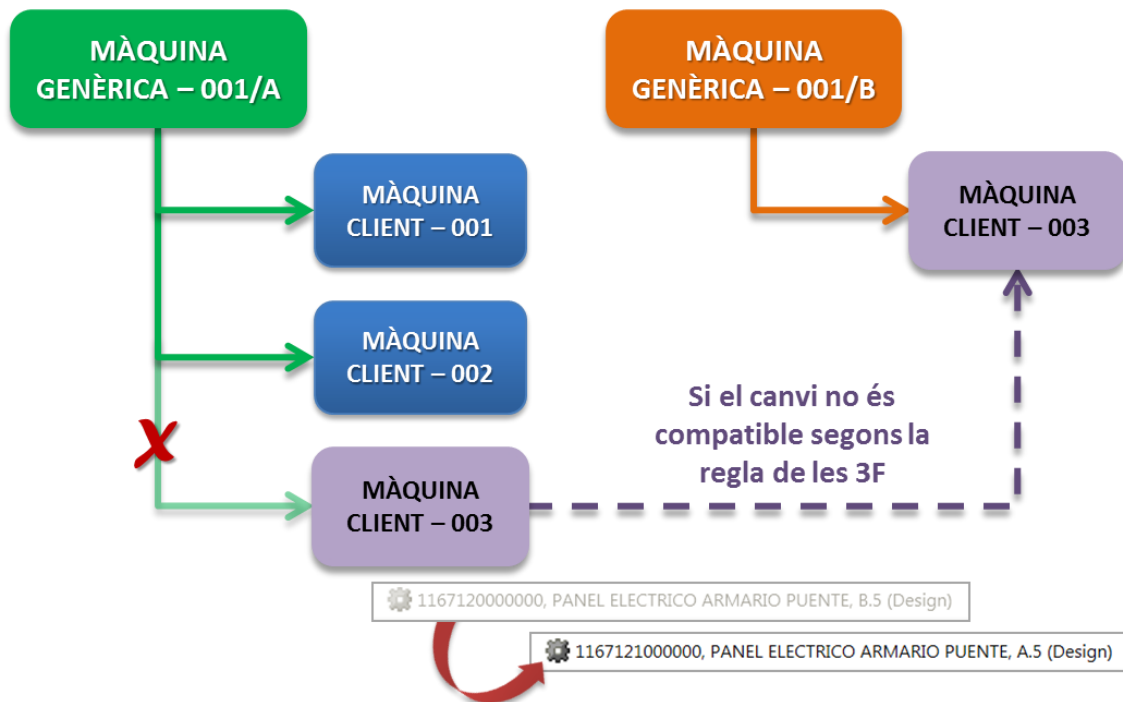 MÀQUINA
GENÈRICA – 001/A
MÀQUINA
GENÈRICA – 001/B
MÀQUINA
CLIENT – 001
MÀQUINA
CLIENT – 003
MÀQUINA
CLIENT – 002
Si el canvi no és
compatible segons la
regla de les 3F
MÀQUINA
CLIENT – 003
1167120000000, PANEL ELECTRICO ARMARIO PUENTE, B.5 (Design)
1167121000000, PANEL ELECTRICO ARMARIO PUENTE, A.5 (Design)